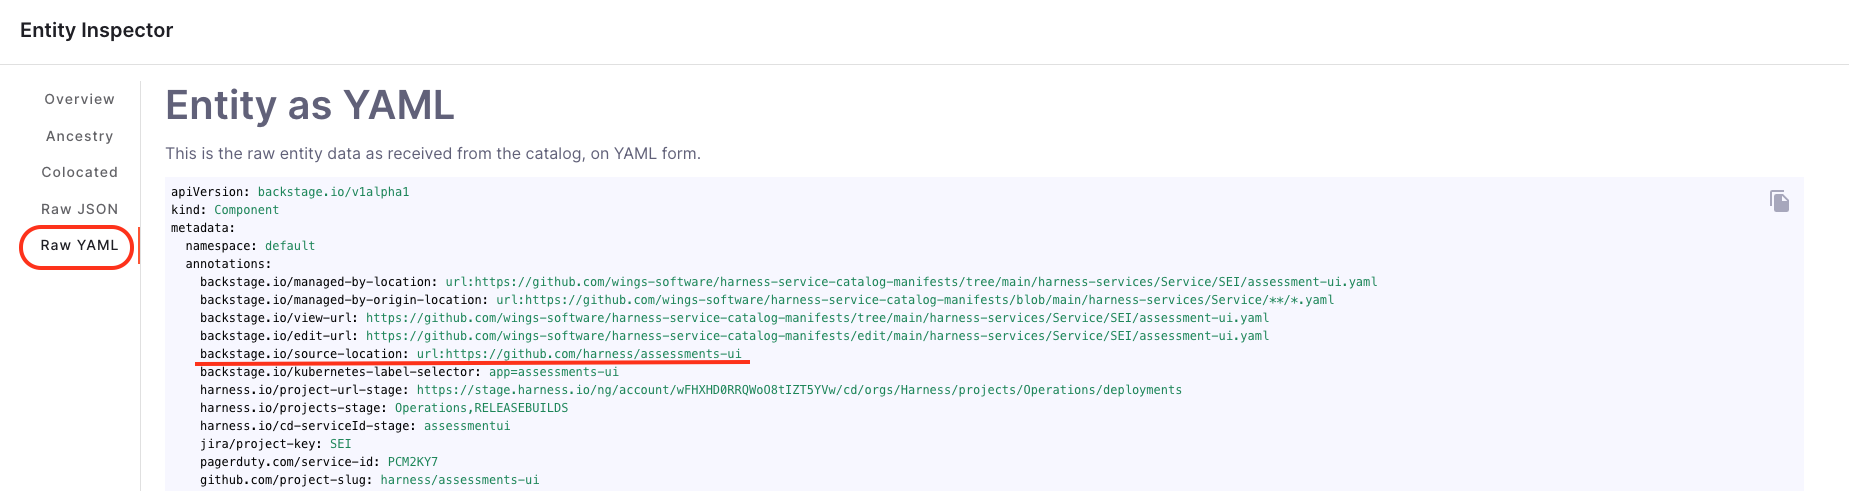 Entity Inspector
Overview
Ancestry
Colocated
Raw JSON
Raw YAML
Entity as YAML
This is the raw entity data as received from the catalog, on YAML form.
apiVersion: backstage.io/v1alpha1
kind: Component
metadata:
  namespace: default
  annotations:
    backstage.io/managed-by-location: url:https://github.com/wings-software/harness-service-catalog-manifests/tree/main/harness-services/Service/SEI/assessment-ui.yaml
    backstage.io/managed-by-origin-location: url:https://github.com/wings-software/harness-service-catalog-manifests/blob/main/harness-services/Service/**/*.yaml
    backstage.io/view-url: https://github.com/wings-software/harness-service-catalog-manifests/tree/main/harness-services/Service/SEI/assessment-ui.yaml
    backstage.io/edit-url: https://github.com/wings-software/harness-service-catalog-manifests/edit/main/harness-services/Service/SEI/assessment-ui.yaml
    backstage.io/source-location: url:https://github.com/harness/assessments-ui
    backstage.io/kubernetes-label-selector: app=assessments-ui
    harness.io/project-url-stage: https://stage.harness.io/ng/account/wFHXHD0RRQWoO8tIZT5YVw/cd/orgs/Harness/projects/Operations/deployments
    harness.io/projects-stage: Operations,RELEASEBUILDS
    harness.io/cd-serviceId-stage: assessmentui
    jira/project-key: SEI
    pagerduty.com/service-id: PCM2KY7
    github.com/project-slug: harness/assessments-ui